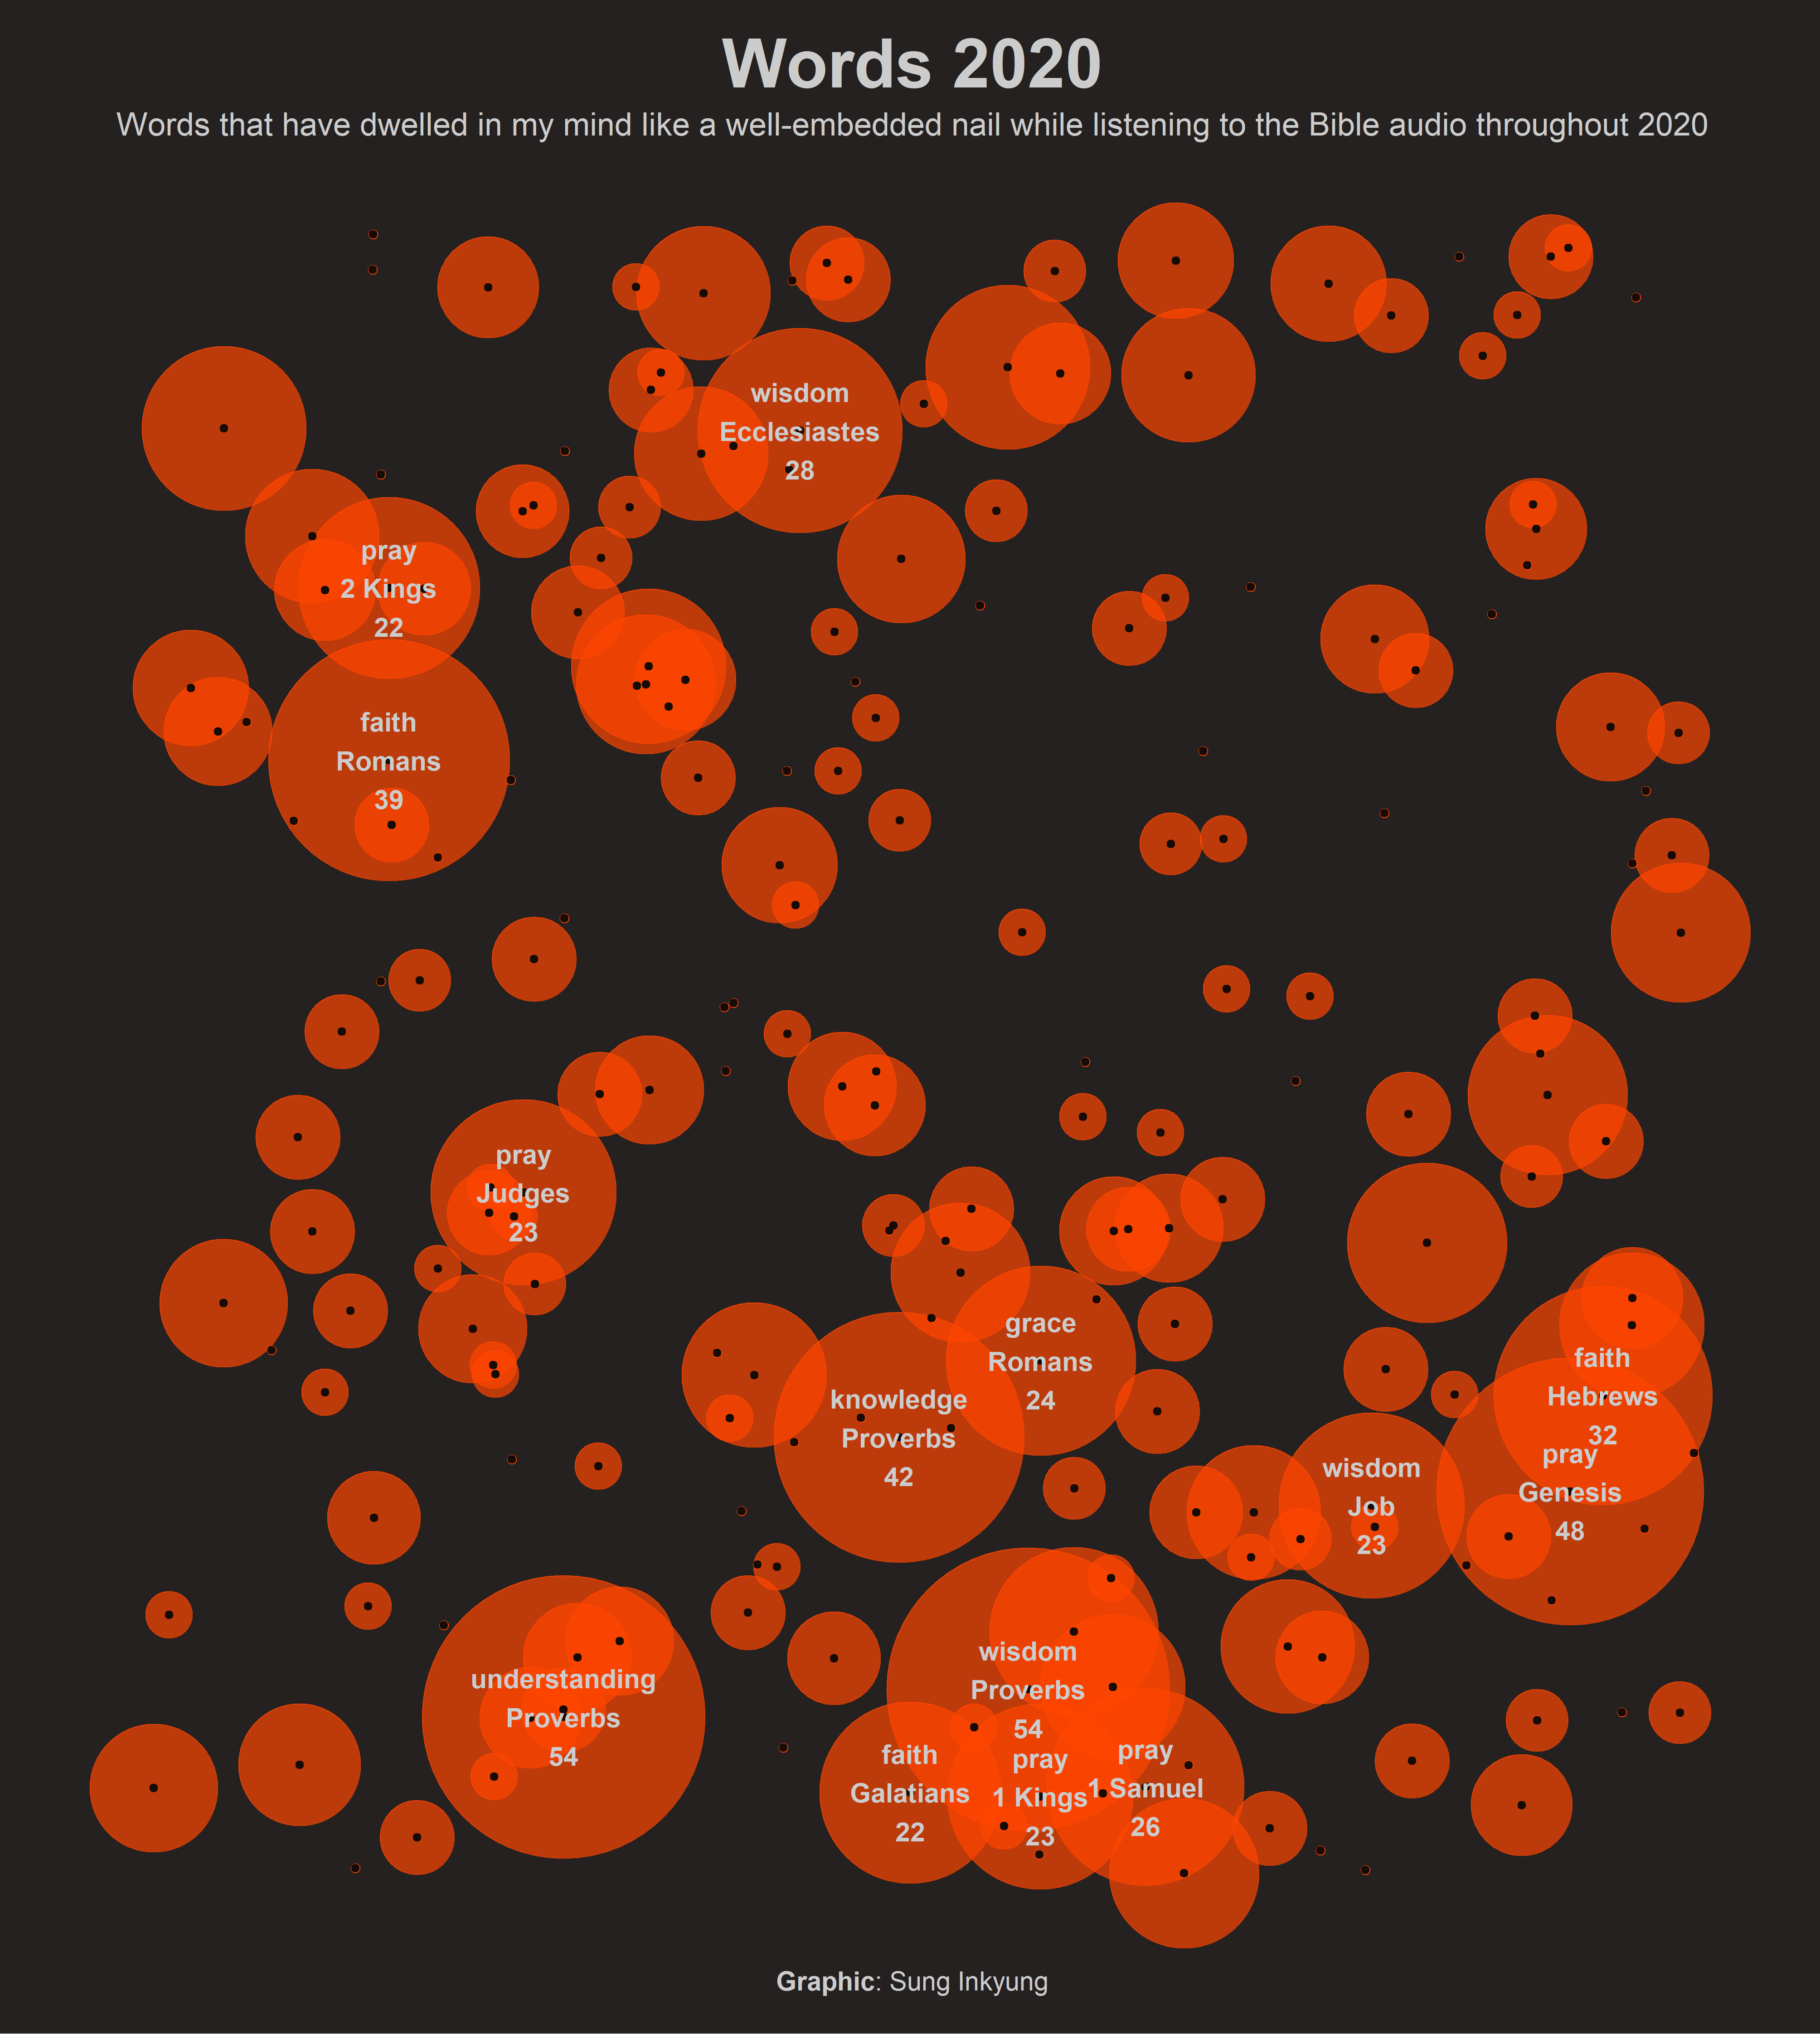 Words 2020
Words that have dwelled in my mind like a well-embedded nail while listening to the Bible audio throughout 2020
wisdom
Ecclesiastes
28
pray
2 Kings
22
faith
Romans
39
pray
Judges
23
grace
Romans
24
knowledge
Proverbs
42
faith
Hebrews
32
pray
Genesis
48
wisdom
Job
23
understanding
Proverbs
54
wisdom
Proverbs
54
faith
Galatians
22
pray
1 Kings
23
pray
1 Samuel
26
Graphic: Sung Inkyung